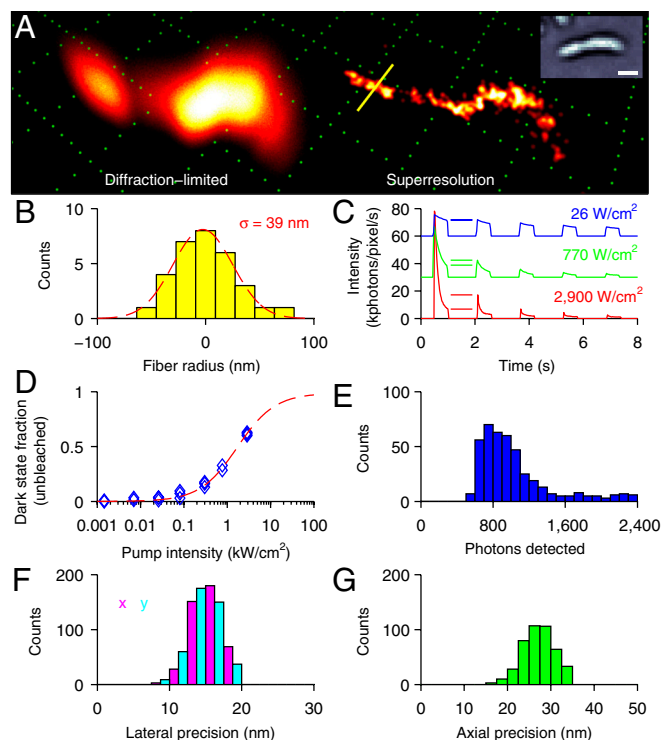 A
Diffraction-limited
Superresolution
B
σ = 39 nm
10
5
0
Counts
−100
0
100
Fiber radius (nm)
C
26 W/cm²
770 W/cm²
2,900 W/cm²
80
60
40
20
0
Intensity
(kphotons/pixel/s)
0
2
4
6
8
Time (s)
D
1
0.5
0
Dark state fraction
(unbleached)
0.001
0.01
0.1
1
10
100
Pump intensity (kW/cm²)
E
100
50
0
Counts
0
800
1,600
2,400
Photons detected
F
x y
200
100
0
Counts
0
10
20
30
Lateral precision (nm)
G
200
100
0
Counts
0
10
20
30
40
50
Axial precision (nm)